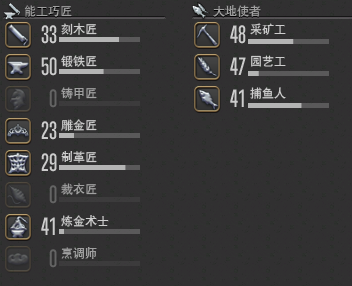 能工巧匠
33 刻木匠
50 锻铁匠
0 铸甲匠
23 雕金匠
29 制革匠
0 裁衣匠
41 炼金术士
0 烹调师
大地使者
48 采矿工
47 园艺工
41 捕鱼人